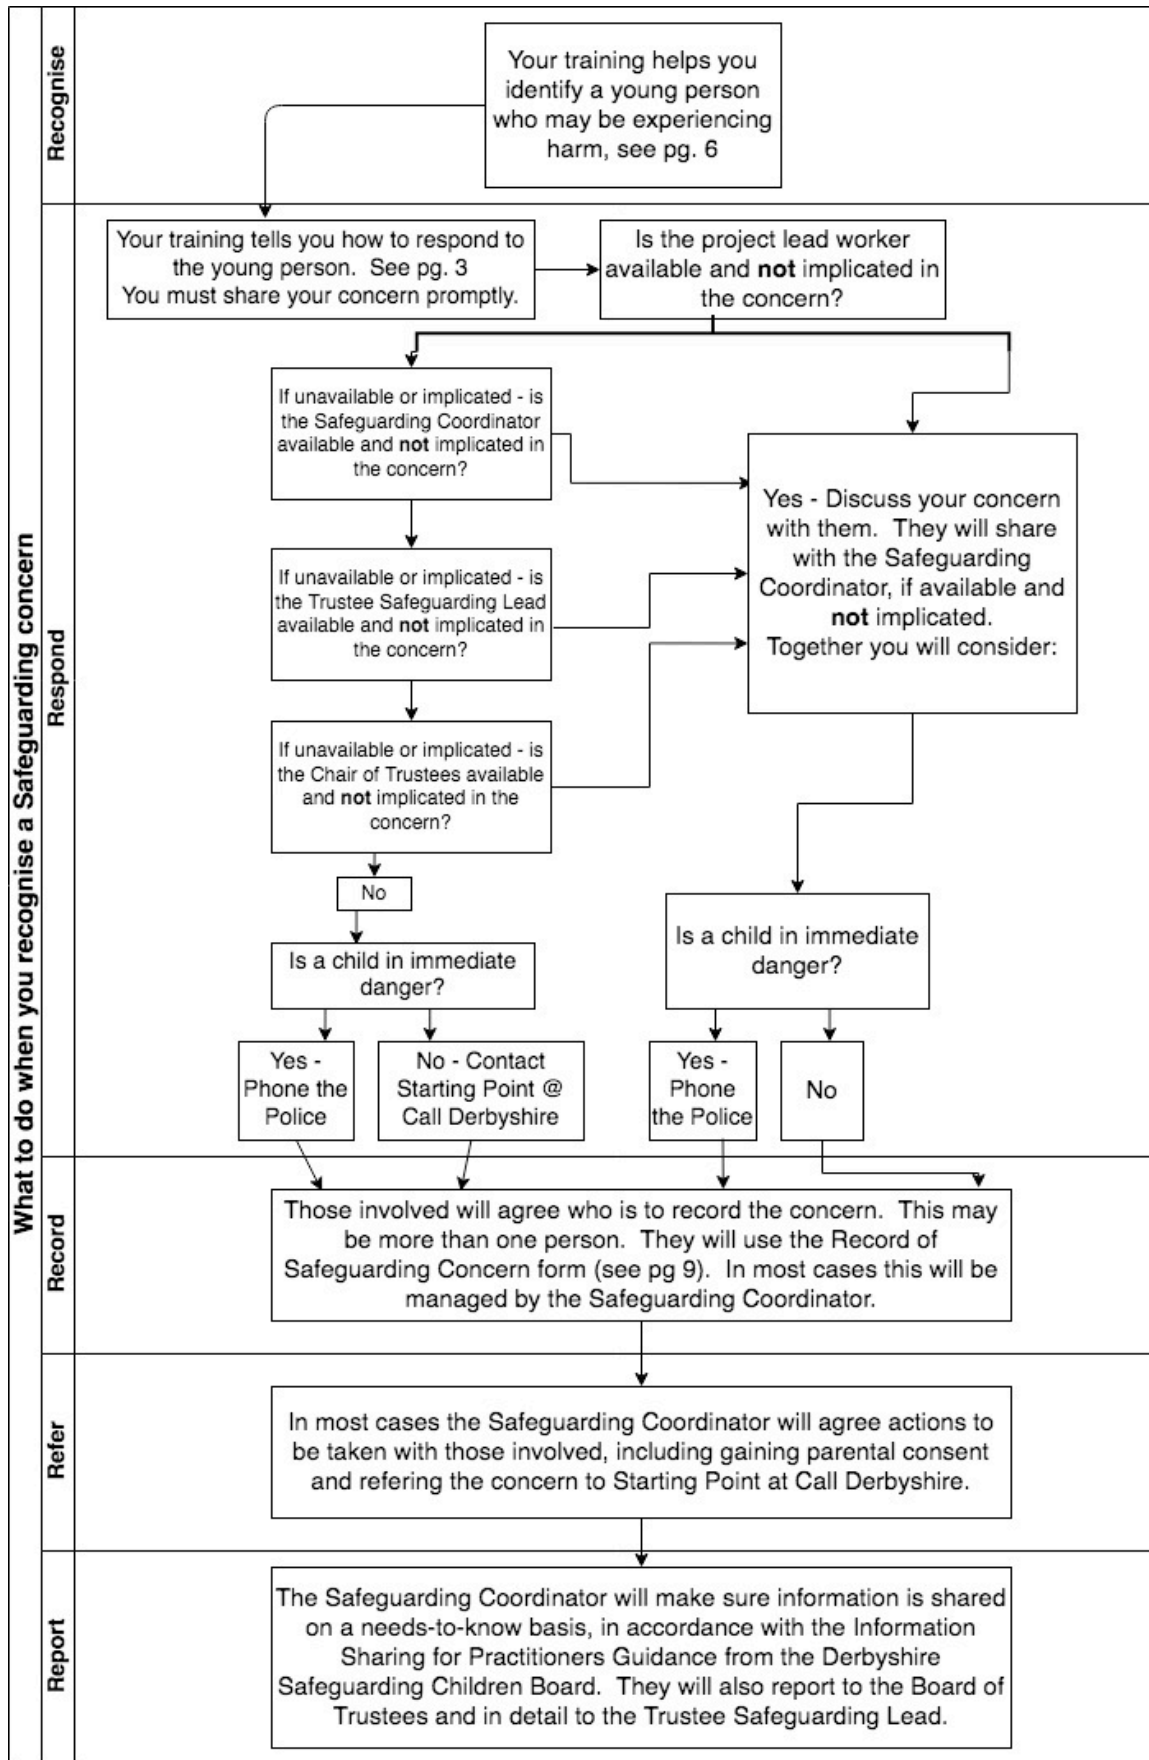 What to do when you recognise a Safeguarding concern
Recognise
Your training helps you
identify a young person
who may be experiencing
harm, see pg. 6
Respond
Your training tells you how to respond to
the young person. See pg. 3
You must share your concern promptly.
Is the project lead worker
available and not implicated in
the concern?
If unavailable or implicated - is
the Safeguarding Coordinator
available and not implicated in
the concern?
If unavailable or implicated - is
the Trustee Safeguarding Lead
available and not implicated in
the concern?
If unavailable or implicated - is
the Chair of Trustees available
and not implicated in the
concern?
Yes - Discuss your concern
with them. They will share
with the Safeguarding
Coordinator, if available and
not implicated.
Together you will consider:
No
Is a child in immediate
danger?
Yes -
Phone the
Police
No - Contact
Starting Point @
Call Derbyshire
Is a child in immediate
danger?
Yes -
Phone
the Police
No
Record
Those involved will agree who is to record the concern. This may
be more than one person. They will use the Record of
Safeguarding Concern form (see pg 9). In most cases this will be
managed by the Safeguarding Coordinator.
Refer
In most cases the Safeguarding Coordinator will agree actions to
be taken with those involved, including gaining parental consent
and refering the concern to Starting Point at Call Derbyshire.
Report
The Safeguarding Coordinator will make sure information is shared
on a needs-to-know basis, in accordance with the Information
Sharing for Practitioners Guidance from the Derbyshire
Safeguarding Children Board. They will also report to the Board of
Trustees and in detail to the Trustee Safeguarding Lead.